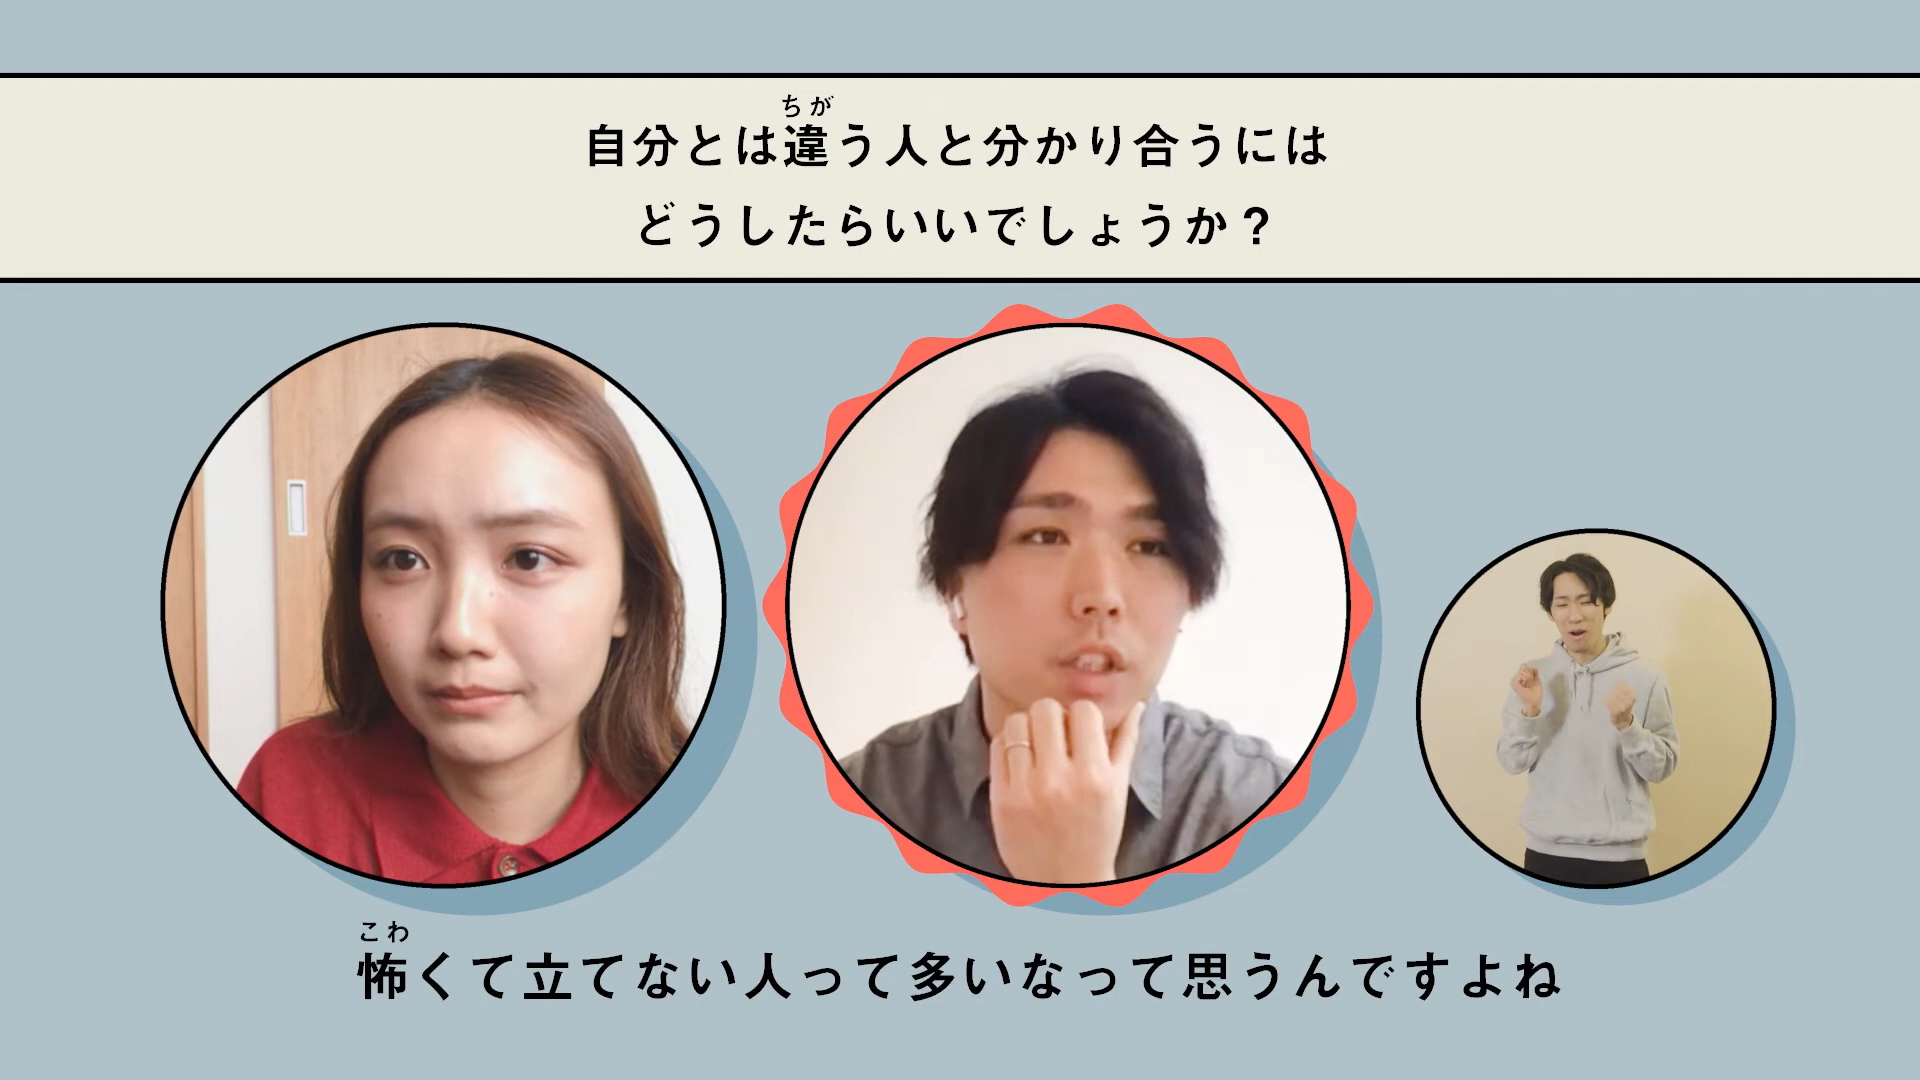 ちが
自分とは違う人と分かり合うには
どうしたらいいでしょうか？
こわ
怖くて立てない人って多いなって思うんですよね